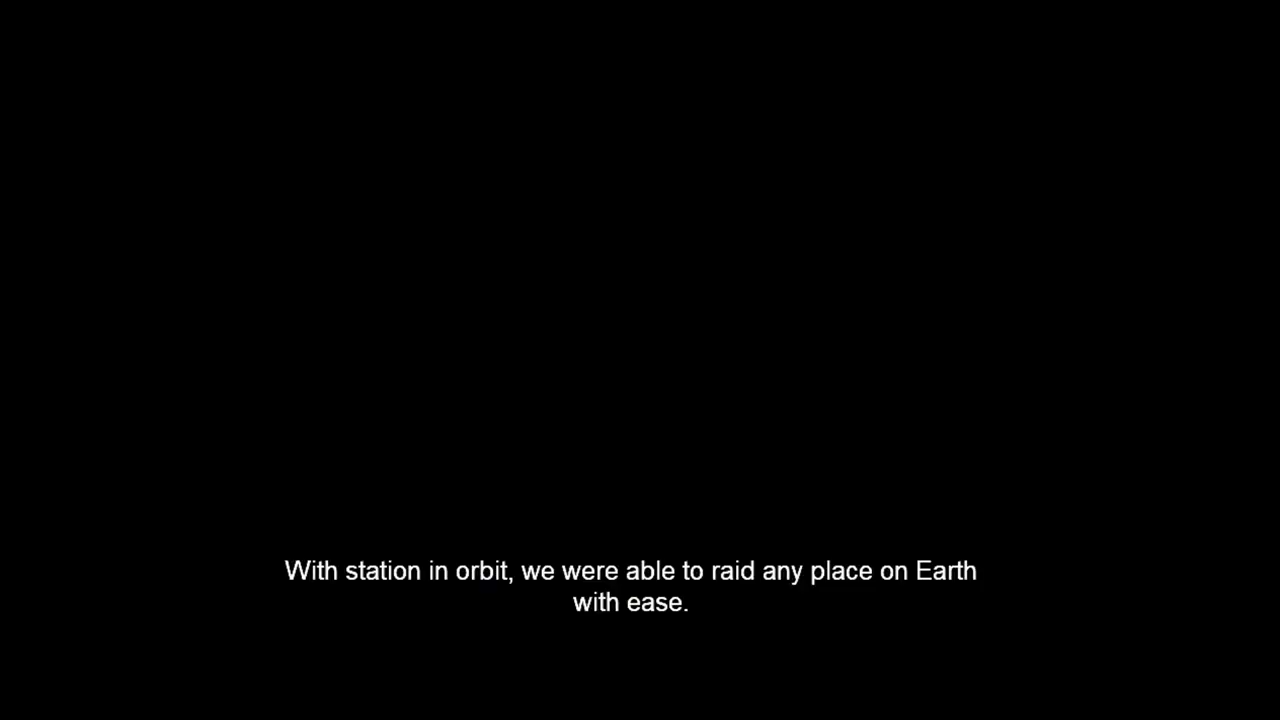 With station in orbit, we were able to raid any place on Earth
with ease.